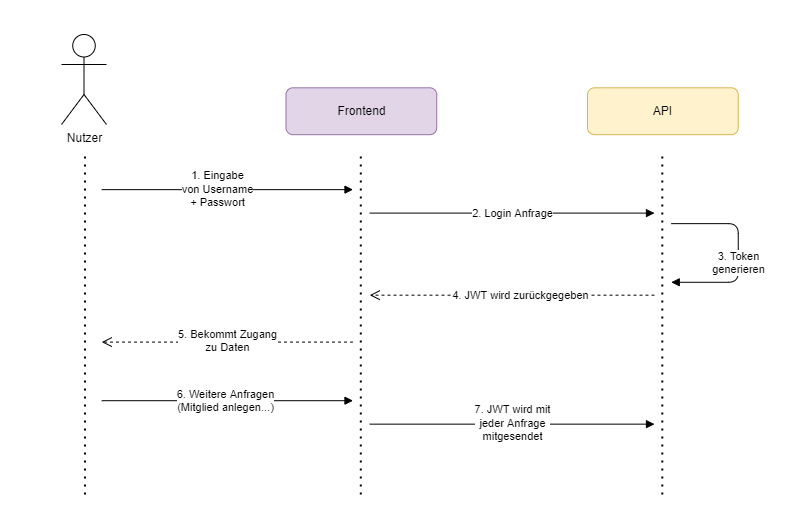 Nutzer
Frontend
API
1. Eingabe
von Username
+ Passwort
2. Login Anfrage
3. Token
generieren
4. JWT wird zurückgegeben
5. Bekommt Zugang
zu Daten
6. Weitere Anfragen
(Mitglied anlegen...)
7. JWT wird mit
jeder Anfrage
mitgesendet